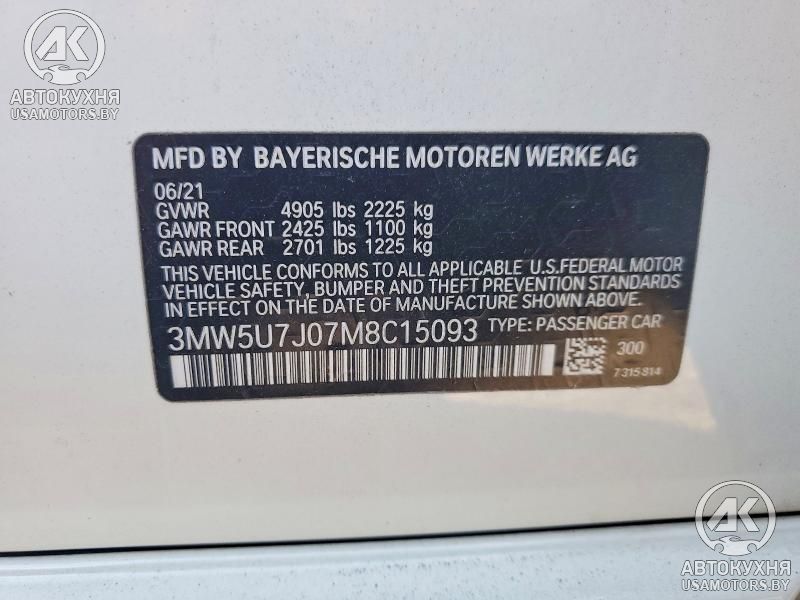 AK
АВТОКУХНЯ
USAMOTORS.BY
MFD BY BAYERISCHE MOTOREN WERKE AG
06/21
GVWR 4905 lbs 2225 kg
GAWR FRONT 2425 lbs 1100 kg
GAWR REAR 2701 lbs 1225 kg
THIS VEHICLE CONFORMS TO ALL APPLICABLE U.S.FEDERAL MOTOR
VEHICLE SAFETY, BUMPER AND THEFT PREVENTION STANDARDS
IN EFFECT ON THE DATE OF MANUFACTURE SHOWN ABOVE.
3MW5U7J07M8C15093 TYPE: PASSENGER CAR
300
7315814
AK
АВТОКУХНЯ
USAMOTORS.BY